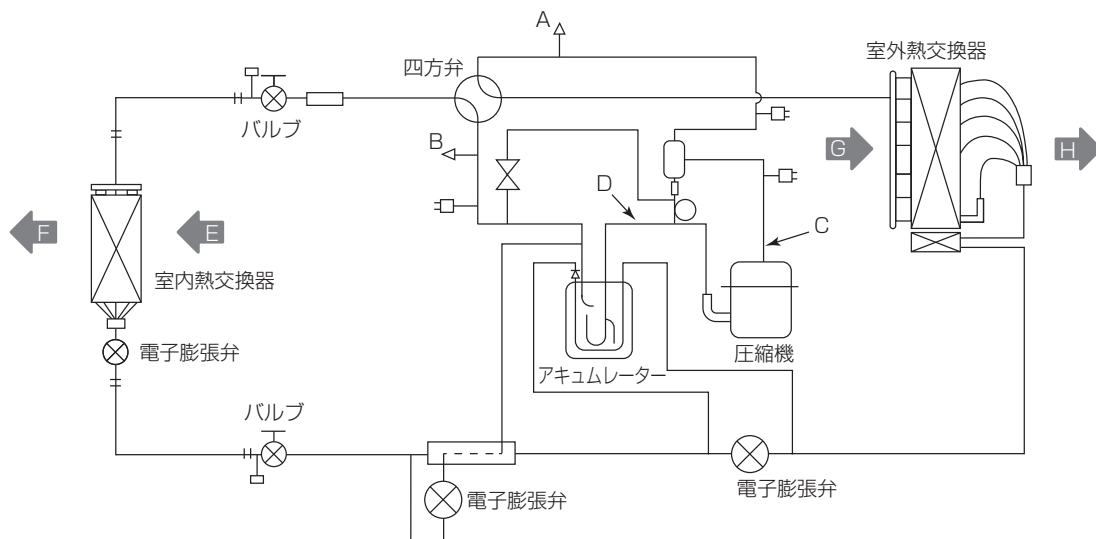 A
室外熱交換器
四方弁
バルブ
B
G
H
D
C
F
E
室内熱交換器
電子膨張弁
圧縮機
アキュムレーター
バルブ
電子膨張弁
電子膨張弁